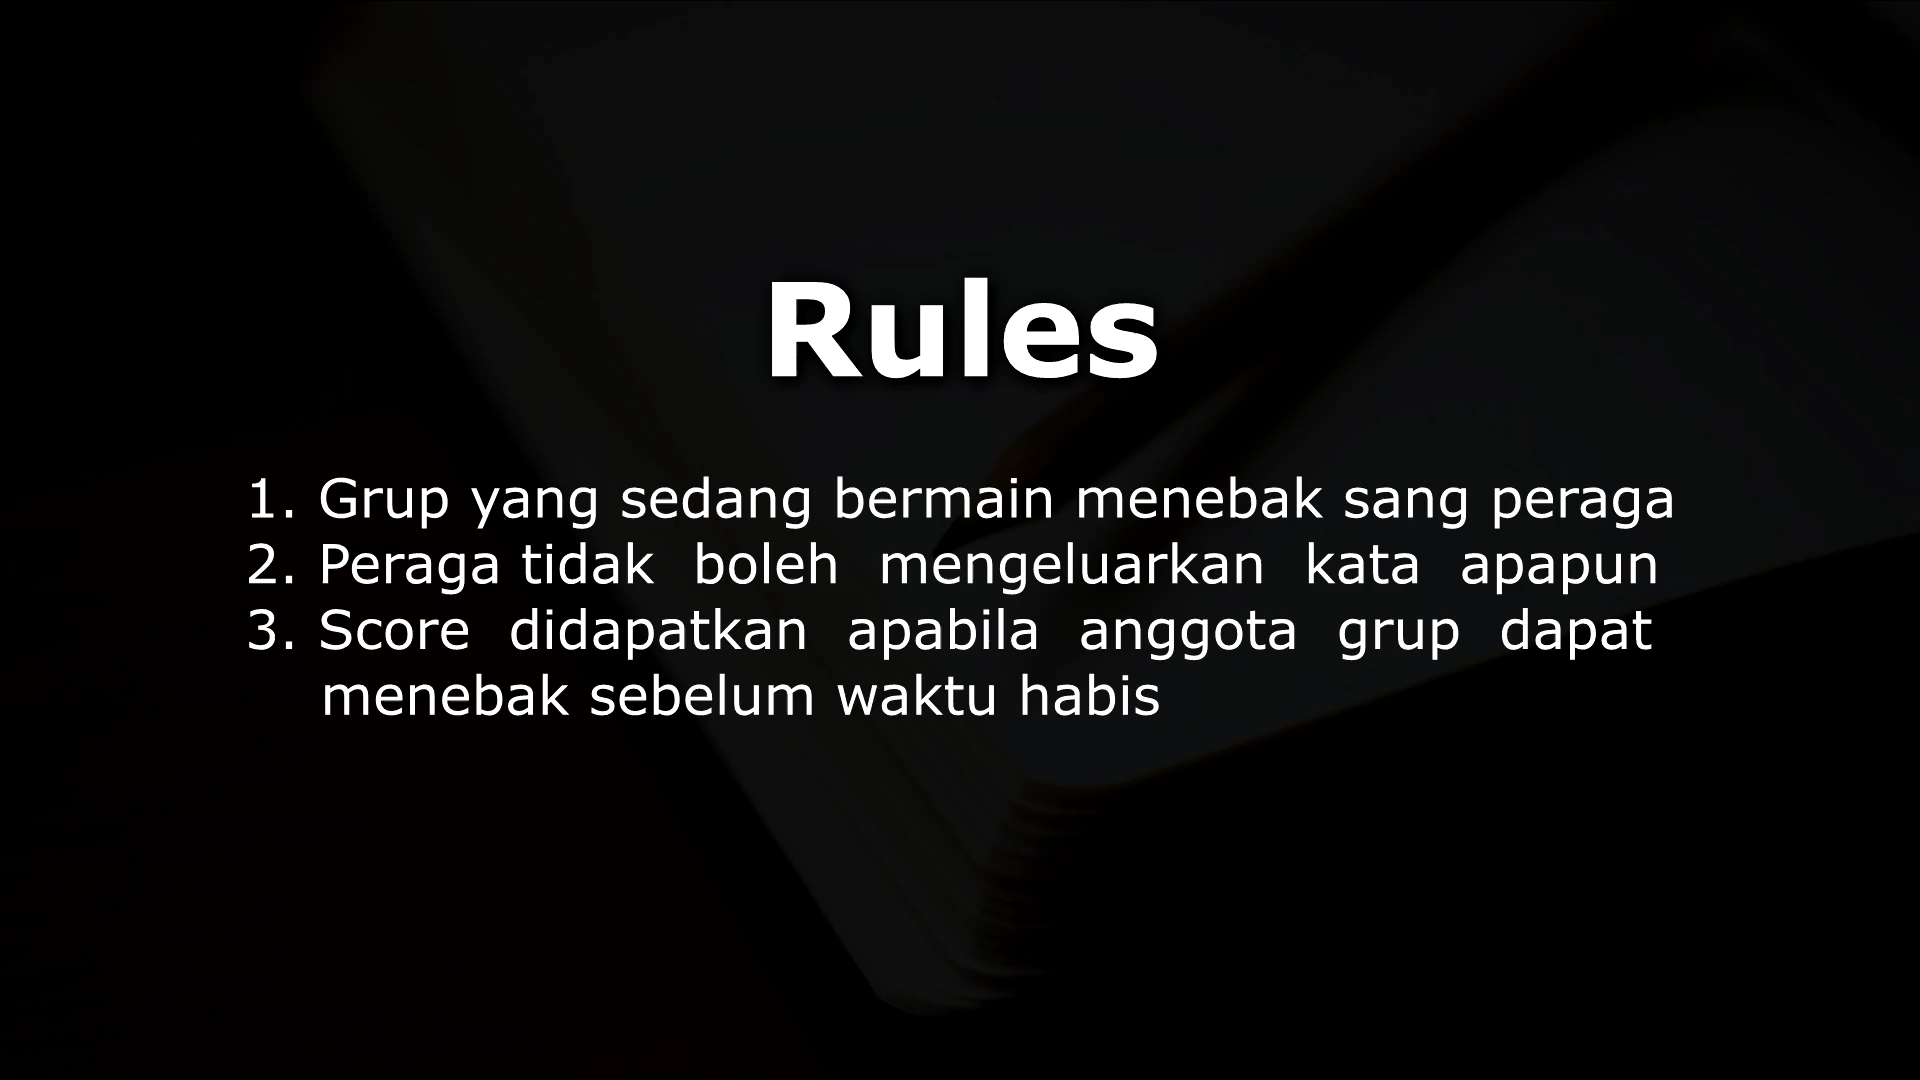 Rules
1. Grup yang sedang bermain menebak sang peraga
2. Peraga tidak boleh mengeluarkan kata apapun
3. Score didapatkan apabila anggota grup dapat
menebak sebelum waktu habis